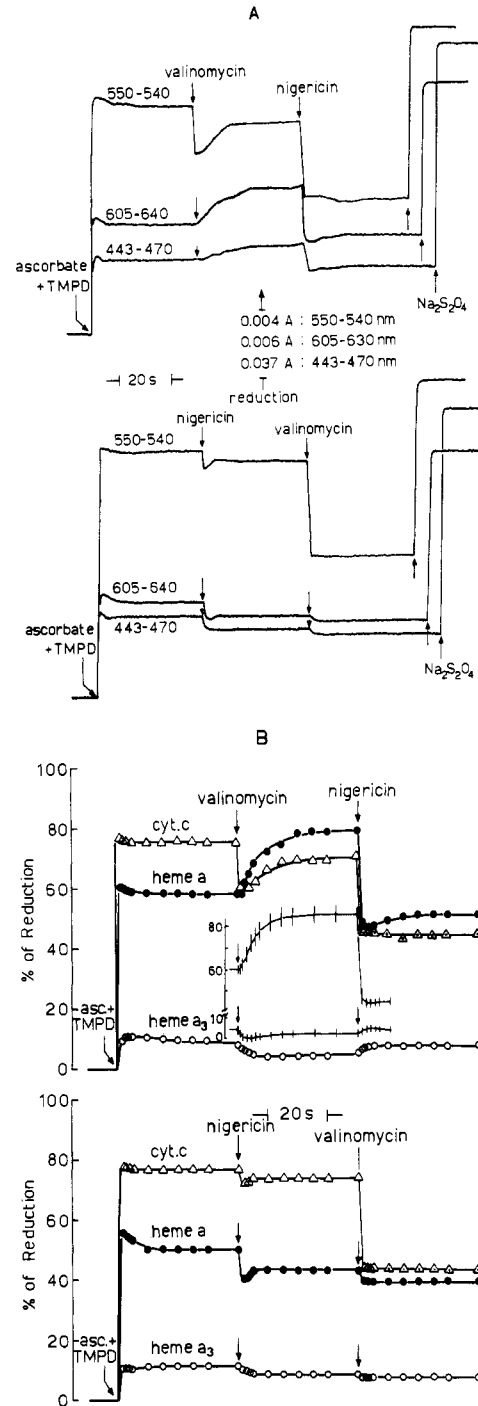 A
valinomycin
550-540
nigericin
605-640
443-470
ascorbate
+TMPD
Na₂S₂O₄
0.004 A : 550-540 nm
0.006 A : 605-630 nm
0.037 A : 443-470 nm
20 s
reduction
nigericin
valinomycin
550-540
605-640
443-470
ascorbate
+TMPD
Na₂S₂O₄
B
100
80
60
40
20
0
% of Reduction
valinomycin
nigericin
cyt.c
heme a
80
60
10
0
asc.+
TMPD
heme a₃
20 s
100
80
60
40
20
0
% of Reduction
nigericin
valinomycin
cyt.c
heme a
asc.+
TMPD
heme a₃